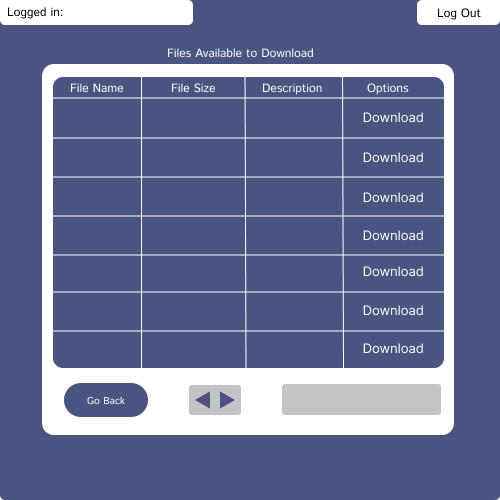 Logged in:
Log Out
Files Available to Download
File Name File Size Description Options
Download
Download
Download
Download
Download
Download
Download
Go Back